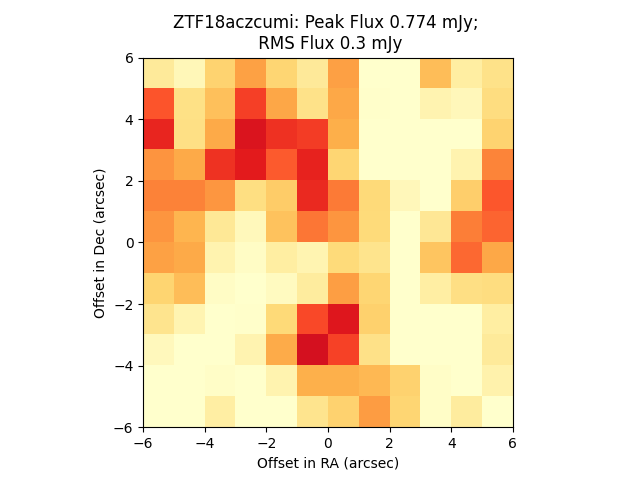 ZTF18aczcumi: Peak Flux 0.774 mJy;
RMS Flux 0.3 mJy
6
4
2
0
−2
−4
−6
Offset in Dec (arcsec)
−6 −4 −2 0 2 4 6
Offset in RA (arcsec)